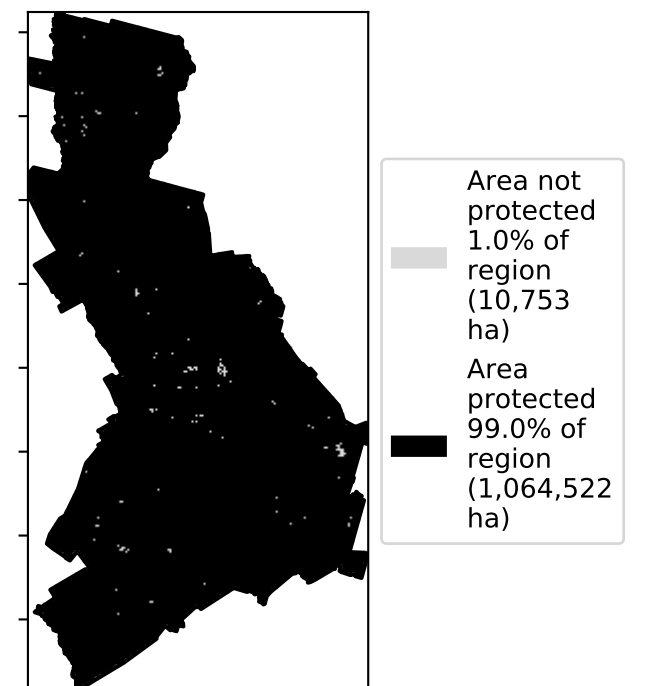 Area not
protected
1.0% of
region
(10,753
ha)
Area
protected
99.0% of
region
(1,064,522
ha)